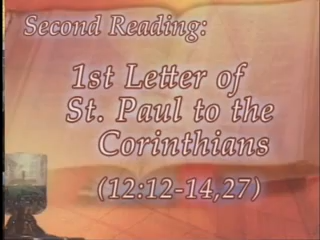 Second Reading:
1st Letter of
St. Paul to the
Corinthians
(12:12-14,27)